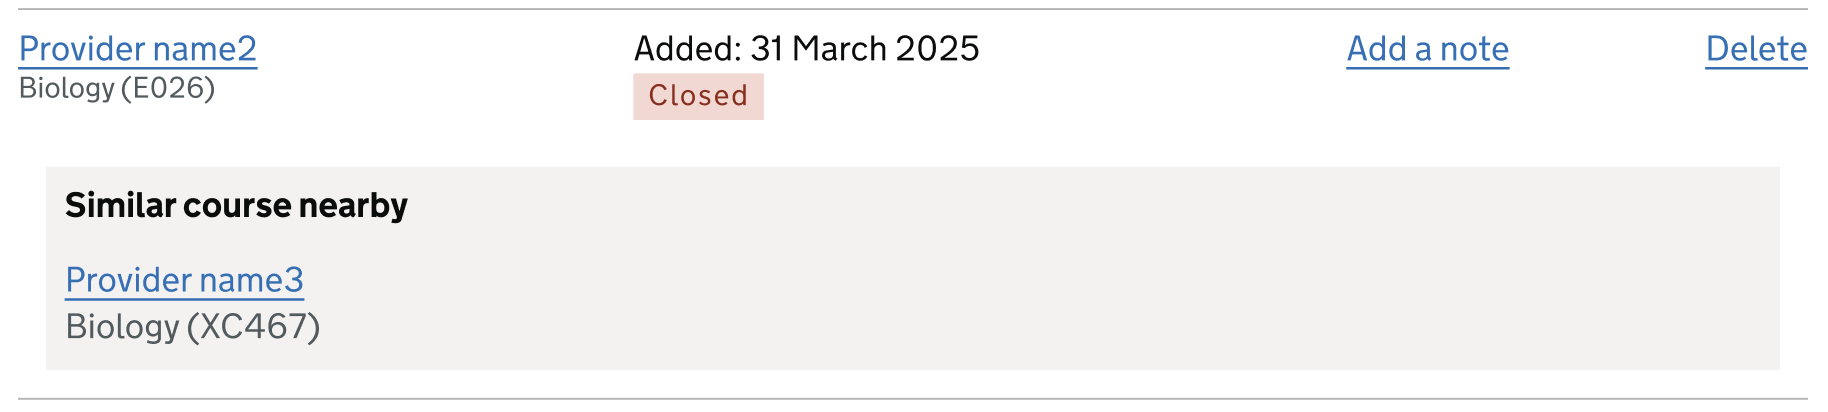 Provider name2
Biology (E026)
Added: 31 March 2025
Closed
Add a note
Delete
Similar course nearby
Provider name3
Biology (XC467)